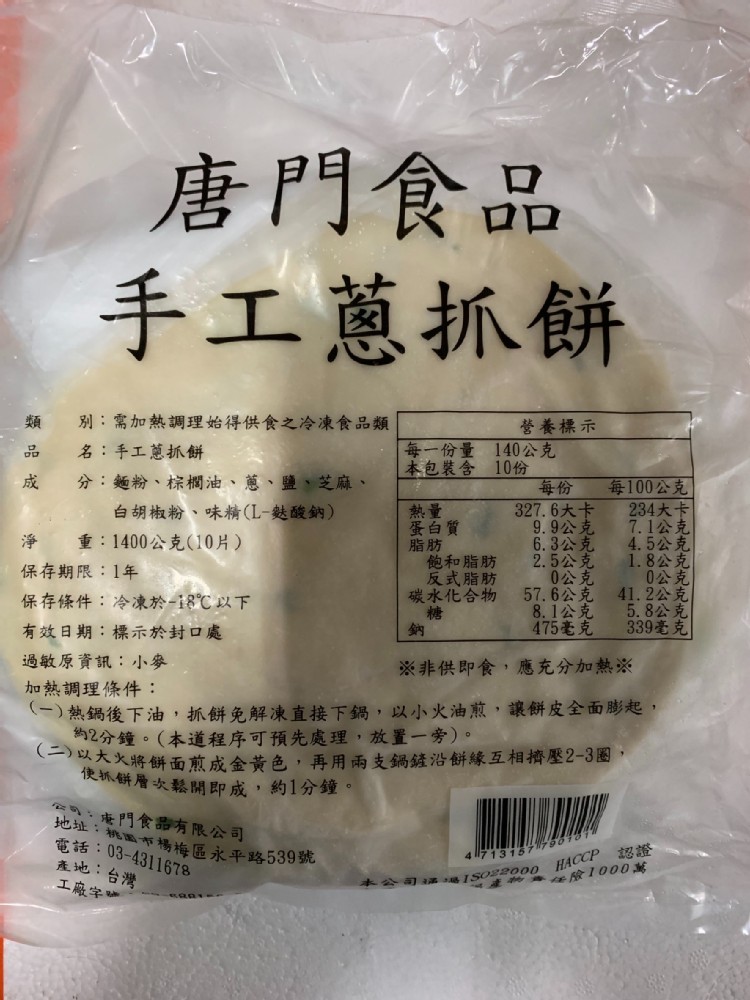 唐門食品
手工蔥抓餅
類　別：需加熱調理始得供食之冷凍食品類
品　名：手工蔥抓餅
成　分：麵粉、棕櫚油、蔥、鹽、芝麻、
白胡椒粉、味精(L-麩酸鈉)
淨　重：1400公克(10片)
保存期限：1年
保存條件：冷凍於-18℃以下
有效日期：標示於封口處
過敏原資訊：小麥
營養標示
每一份量 140公克
本包裝含 10份
每份 每100公克
熱量 327.6大卡 234大卡
蛋白質 9.9公克 7.1公克
脂肪 6.3公克 4.5公克
飽和脂肪 2.5公克 1.8公克
反式脂肪 0公克 0公克
碳水化合物 57.6公克 41.2公克
糖 8.1公克 5.8公克
鈉 475毫克 339毫克
※非供即食，應充分加熱※
加熱調理條件：
(一)熱鍋後下油，抓餅免解凍直接下鍋，以小火油煎，讓餅皮全面膨起，
約2分鐘。(本道程序可預先處理，放置一旁)。
(二)以大火將餅面煎成金黃色，再用兩支鍋鏟沿餅緣互相擠壓2-3圈，
使抓餅層次鬆開即成，約1分鐘。
公司：唐門食品有限公司
地址：桃園市楊梅區永平路539號
電話：03-4311678
產地：台灣
工廠字號
4 713157 79010
本公司通過ISO22000 HACCP 認證
產物責任險1000萬